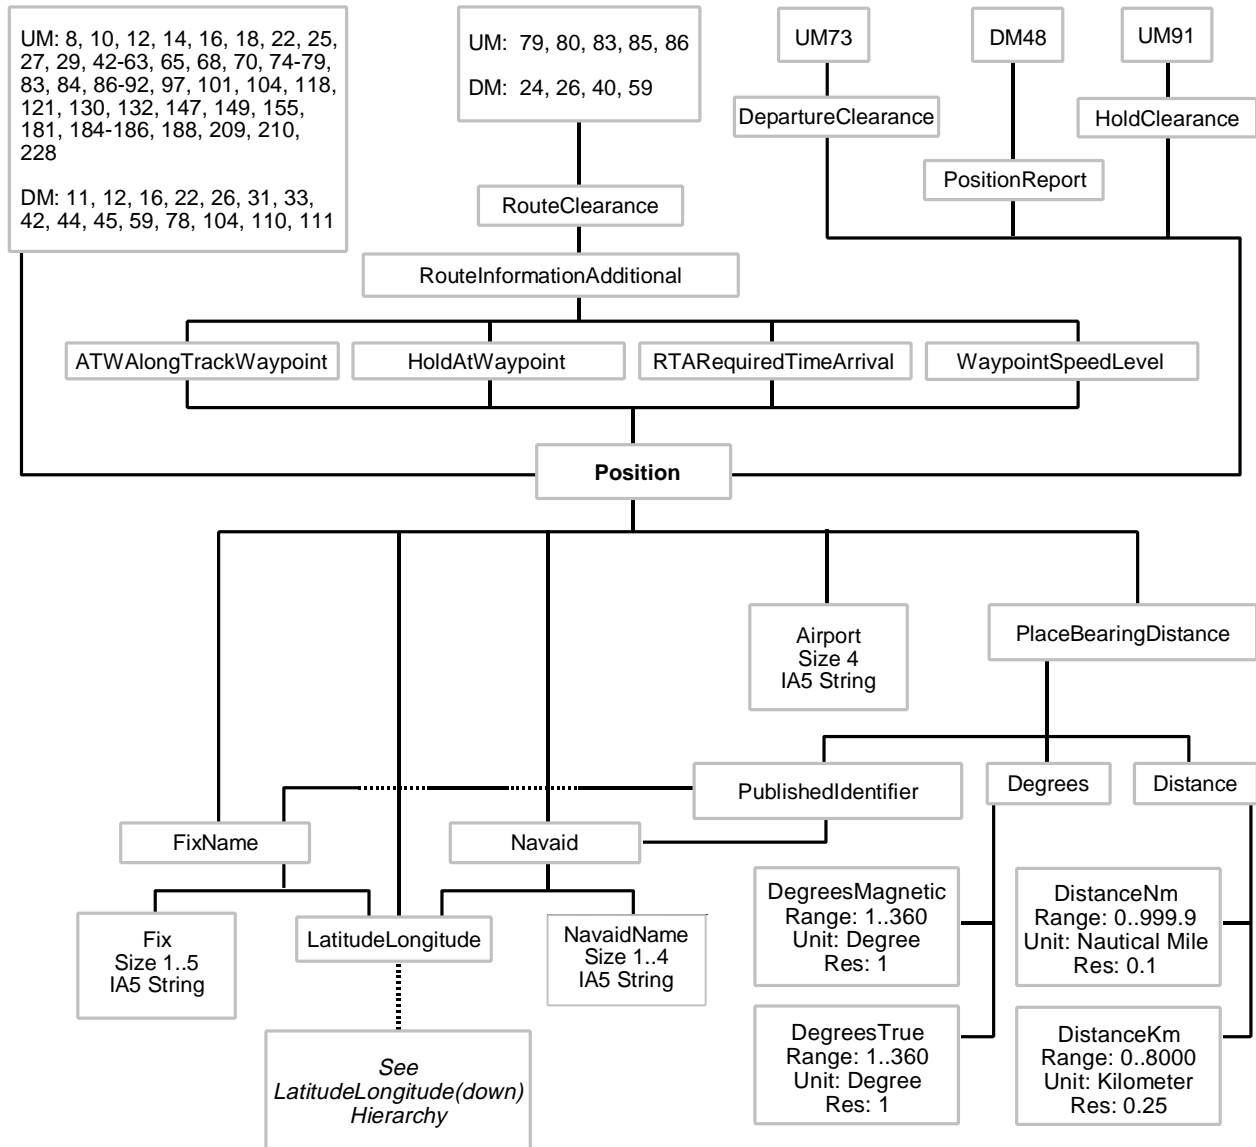 UM: 8, 10, 12, 14, 16, 18, 22, 25,
27, 29, 42-63, 65, 68, 70, 74-79,
83, 84, 86-92, 97, 101, 104, 118,
121, 130, 132, 147, 149, 155,
181, 184-186, 188, 209, 210,
228
DM: 11, 12, 16, 22, 26, 31, 33,
42, 44, 45, 59, 78, 104, 110, 111
UM: 79, 80, 83, 85, 86
DM: 24, 26, 40, 59
UM73
DM48
UM91
DepartureClearance
HoldClearance
PositionReport
RouteClearance
RouteInformationAdditional
ATWAlongTrackWaypoint
HoldAtWaypoint
RTARequiredTimeArrival
WaypointSpeedLevel
Position
Airport
Size 4
IA5 String
PlaceBearingDistance
PublishedIdentifier
Degrees
Distance
FixName
Navaid
Fix
Size 1..5
IA5 String
LatitudeLongitude
NavaidName
Size 1..4
IA5 String
DegreesMagnetic
Range: 1..360
Unit: Degree
Res: 1
DistanceNm
Range: 0..999.9
Unit: Nautical Mile
Res: 0.1
See
LatitudeLongitude(down)
Hierarchy
DegreesTrue
Range: 1..360
Unit: Degree
Res: 1
DistanceKm
Range: 0..8000
Unit: Kilometer
Res: 0.25